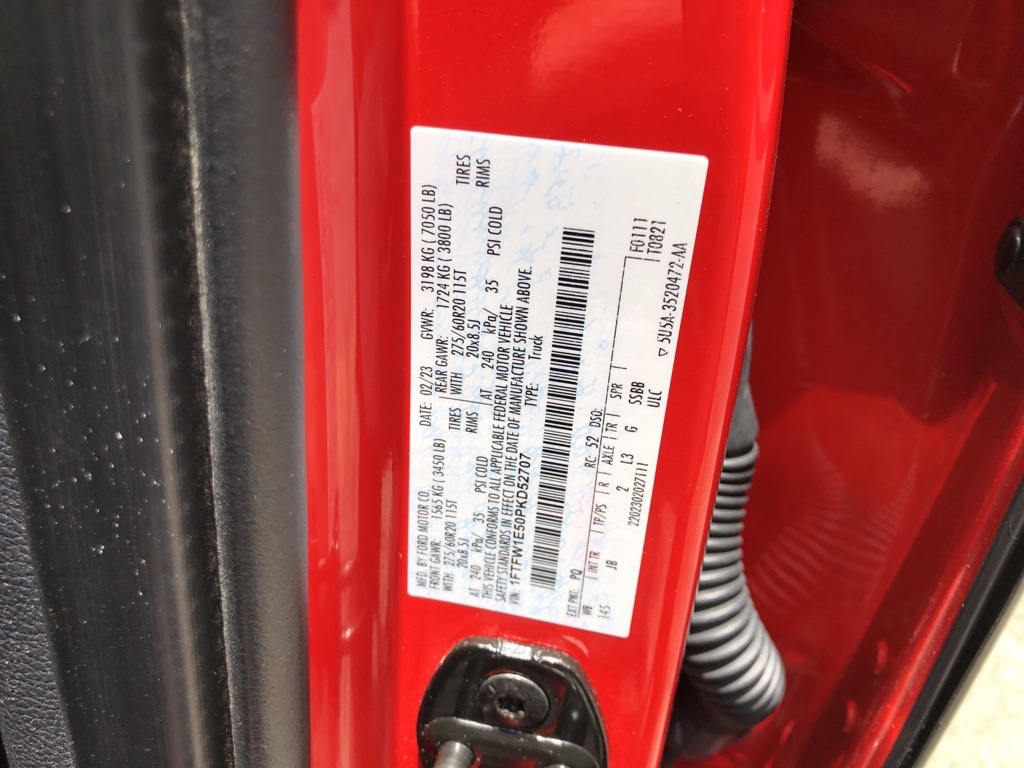 MFD. BY FORD MOTOR CO. DATE: 02/23 GVWR: 3198 KG ( 7050 LB)
FRONT GAWR: 1565 KG ( 3450 LB) REAR GAWR: 1724 KG ( 3800 LB)
WITH 275/60R20 115T TIRES WITH 275/60R20 115T TIRES
20x8.5J RIMS 20x8.5J RIMS
AT 240 kPa/ 35 PSI COLD AT 240 kPa/ 35 PSI COLD
THIS VEHICLE CONFORMS TO ALL APPLICABLE FEDERAL MOTOR VEHICLE
SAFETY STANDARDS IN EFFECT ON THE DATE OF MANUFACTURE SHOWN ABOVE.
VIN: 1FTFW1E50PKD52707 TYPE: Truck
EXT PNT: PQ RC: 52 DSO: F0111
WB INT TR TP/PS R AXLE TR SPR T0821
145 JB 2 L3 G SSBB
2202302027111 ULC
5U5A-3520472-AA